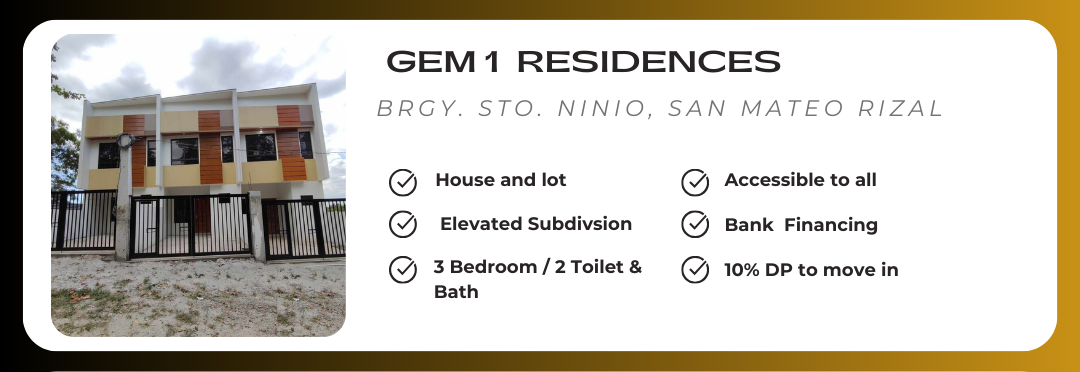 GEM 1 RESIDENCES
BRGY. STO. NINIO, SAN MATEO RIZAL
House and lot
Elevated Subdivsion
3 Bedroom / 2 Toilet &
Bath
Accessible to all
Bank Financing
10% DP to move in